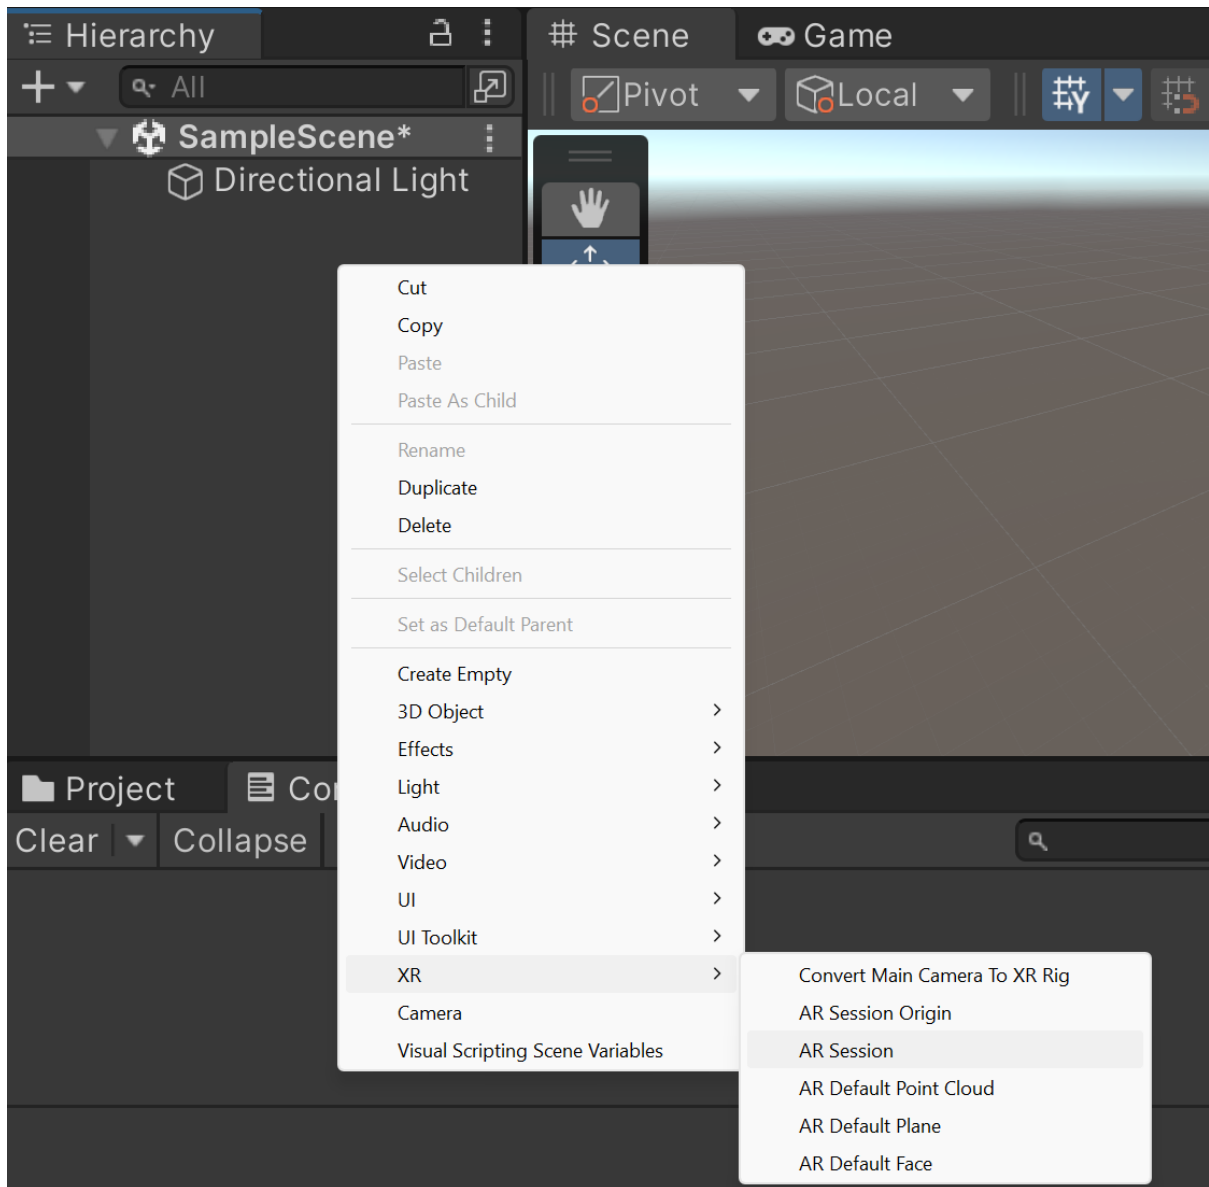 Hierarchy
Scene
Game
All
Pivot
Local
SampleScene*
Directional Light
Cut
Copy
Paste
Paste As Child
Rename
Duplicate
Delete
Select Children
Set as Default Parent
Create Empty
3D Object
Effects
Light
Audio
Video
UI
UI Toolkit
XR
Camera
Visual Scripting Scene Variables
Convert Main Camera To XR Rig
AR Session Origin
AR Session
AR Default Point Cloud
AR Default Plane
AR Default Face
Project
Clear
Collapse